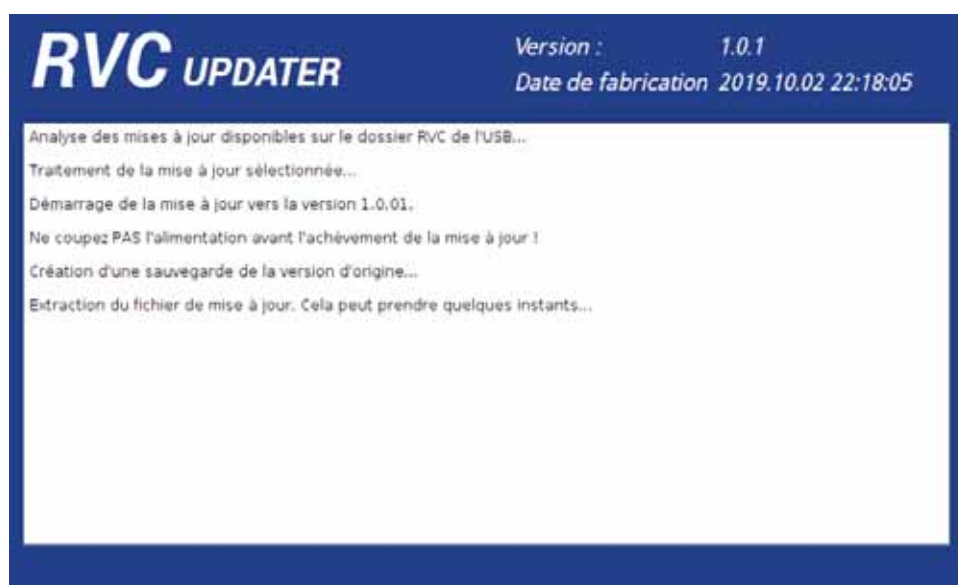 RVC UPDATER
Version : 1.0.1
Date de fabrication 2019.10.02 22:18:05
Analyse des mises à jour disponibles sur le dossier RVC de l'USB...
Traitement de la mise à jour sélectionnée...
Démarrage de la mise à jour vers la version 1.0.01.
Ne coupez PAS l'alimentation avant l'achèvement de la mise à jour !
Création d'une sauvegarde de la version d'origine...
Extraction du fichier de mise à jour. Cela peut prendre quelques instants...